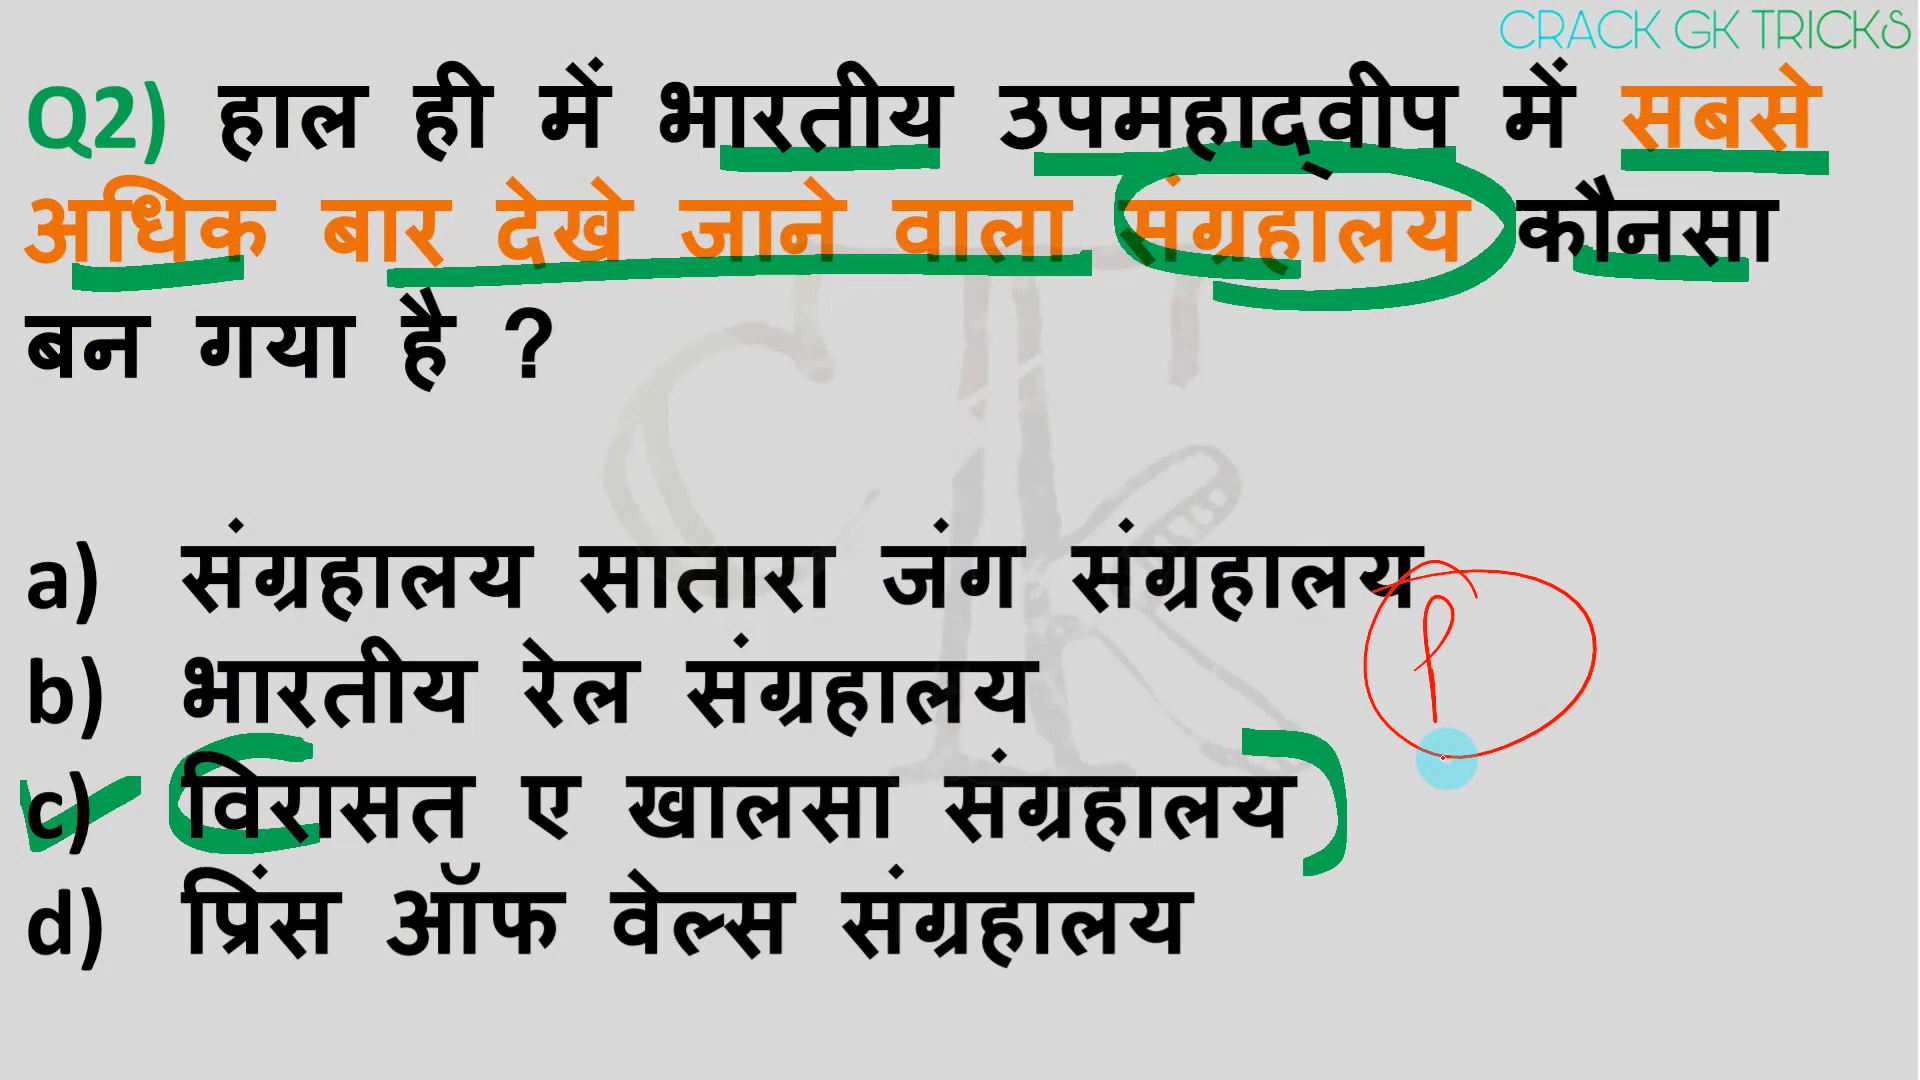 CRACK GK TRICKS
Q2) हाल ही में भारतीय उपमहाद्वीप में सबसे
अधिक बार देखे जाने वाला संग्रहालय कौनसा
बन गया है ?
a) संग्रहालय सातारा जंग संग्रहालय
b) भारतीय रेल संग्रहालय
c) विरासत ए खालसा संग्रहालय
d) प्रिंस ऑफ वेल्स संग्रहालय
P